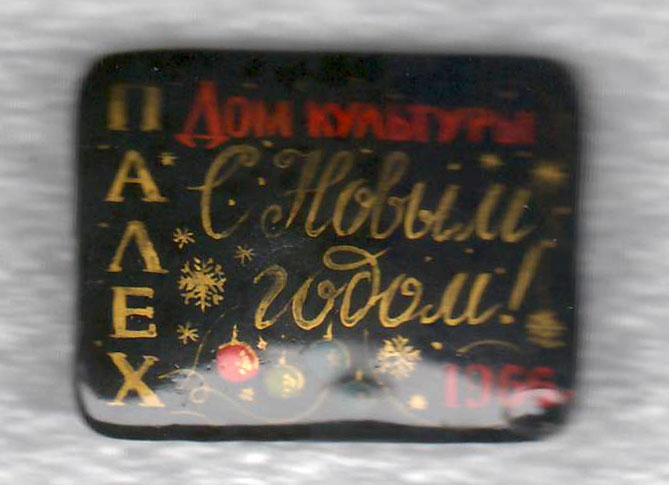 ПАЛЕХ
Дом культуры
С Новым
годом!
1966